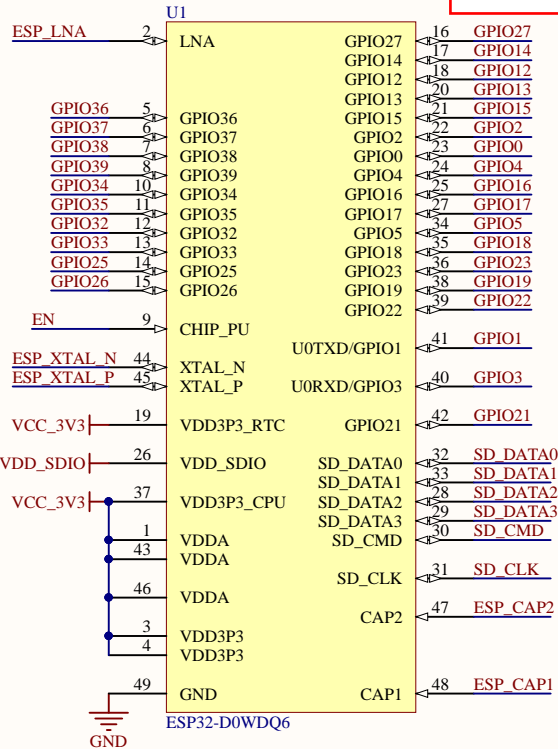 U1
ESP_LNA 2 LNA GPIO27 16 GPIO27
GPIO14 17 GPIO14
GPIO12 18 GPIO12
GPIO13 20 GPIO13
GPIO36 5 GPIO36 GPIO15 21 GPIO15
GPIO37 6 GPIO37 GPIO2 22 GPIO2
GPIO38 7 GPIO38 GPIO0 23 GPIO0
GPIO39 8 GPIO39 GPIO4 24 GPIO4
GPIO34 10 GPIO34 GPIO16 25 GPIO16
GPIO35 11 GPIO35 GPIO17 27 GPIO17
GPIO32 12 GPIO32 GPIO5 34 GPIO5
GPIO33 13 GPIO33 GPIO18 35 GPIO18
GPIO25 14 GPIO25 GPIO23 36 GPIO23
GPIO26 15 GPIO26 GPIO19 38 GPIO19
GPIO22 39 GPIO22
EN 9 CHIP_PU
U0TXD/GPIO1 41 GPIO1
ESP_XTAL_N 44 XTAL_N
ESP_XTAL_P 45 XTAL_P U0RXD/GPIO3 40 GPIO3
VCC_3V3 19 VDD3P3_RTC GPIO21 42 GPIO21
VDD_SDIO 26 VDD_SDIO SD_DATA0 32 SD_DATA0
SD_DATA1 33 SD_DATA1
VCC_3V3 37 VDD3P3_CPU SD_DATA2 28 SD_DATA2
SD_DATA3 29 SD_DATA3
1 VDDA SD_CMD 30 SD_CMD
43 VDDA
SD_CLK 31 SD_CLK
46 VDDA
CAP2 47 ESP_CAP2
3 VDD3P3
4 VDD3P3
49 GND CAP1 48 ESP_CAP1
ESP32-D0WDQ6
GND